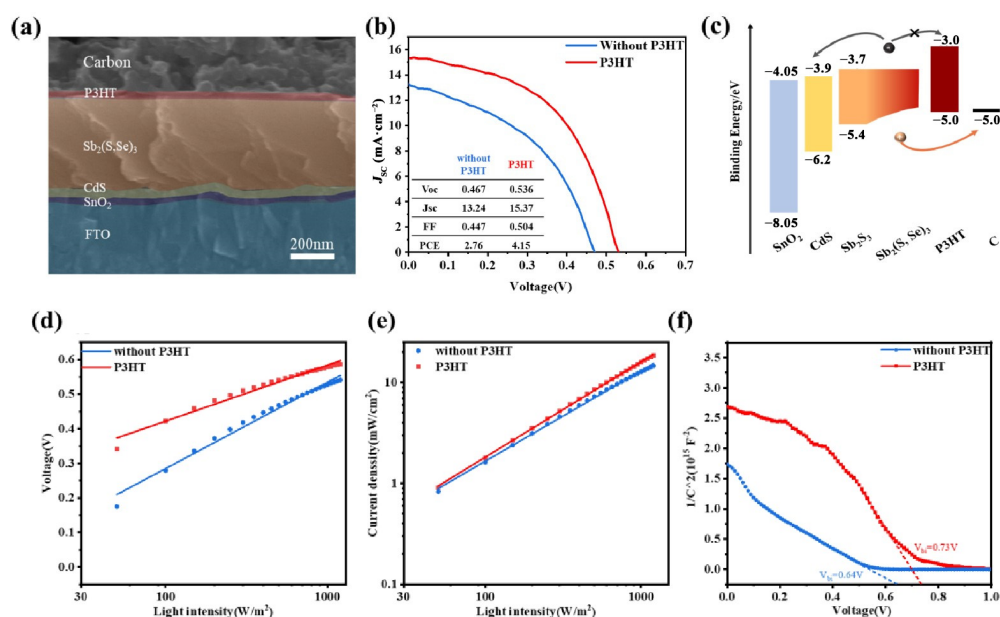 (a)
Carbon
P3HT
Sb₂(S,Se)₃
CdS
SnO₂
FTO
200nm
(b)
Without P3HT
P3HT
J_SC (mA·cm⁻²)
16
14
12
10
8
6
4
2
0
without P3HT P3HT
Voc 0.467 0.536
Jsc 13.24 15.37
FF 0.447 0.504
PCE 2.76 4.15
0.0 0.1 0.2 0.3 0.4 0.5 0.6 0.7
Voltage(V)
(c)
Binding Energy/eV
−4.05
−8.05
−3.9
−6.2
−3.7
−5.4
−3.0
−5.0
−5.0
SnO₂
CdS
Sb₂S₃
Sb₂(S, Se)₃
P3HT
C
(d)
without P3HT
P3HT
Voltage(V)
0.6
0.5
0.4
0.3
0.2
0.1
0.0
30 100 1000
Light intensity(W/m²)
(e)
without P3HT
P3HT
Current denssity(mW/cm²)
10
1
0.1
30 100 1000
Light intensity(W/m²)
(f)
without P3HT
P3HT
1/C^2(10¹⁵ F⁻²)
3.5
3.0
2.5
2.0
1.5
1.0
0.5
0.0
V_bi=0.73V
V_bi=0.64V
0.0 0.2 0.4 0.6 0.8 1.0
Voltage(V)